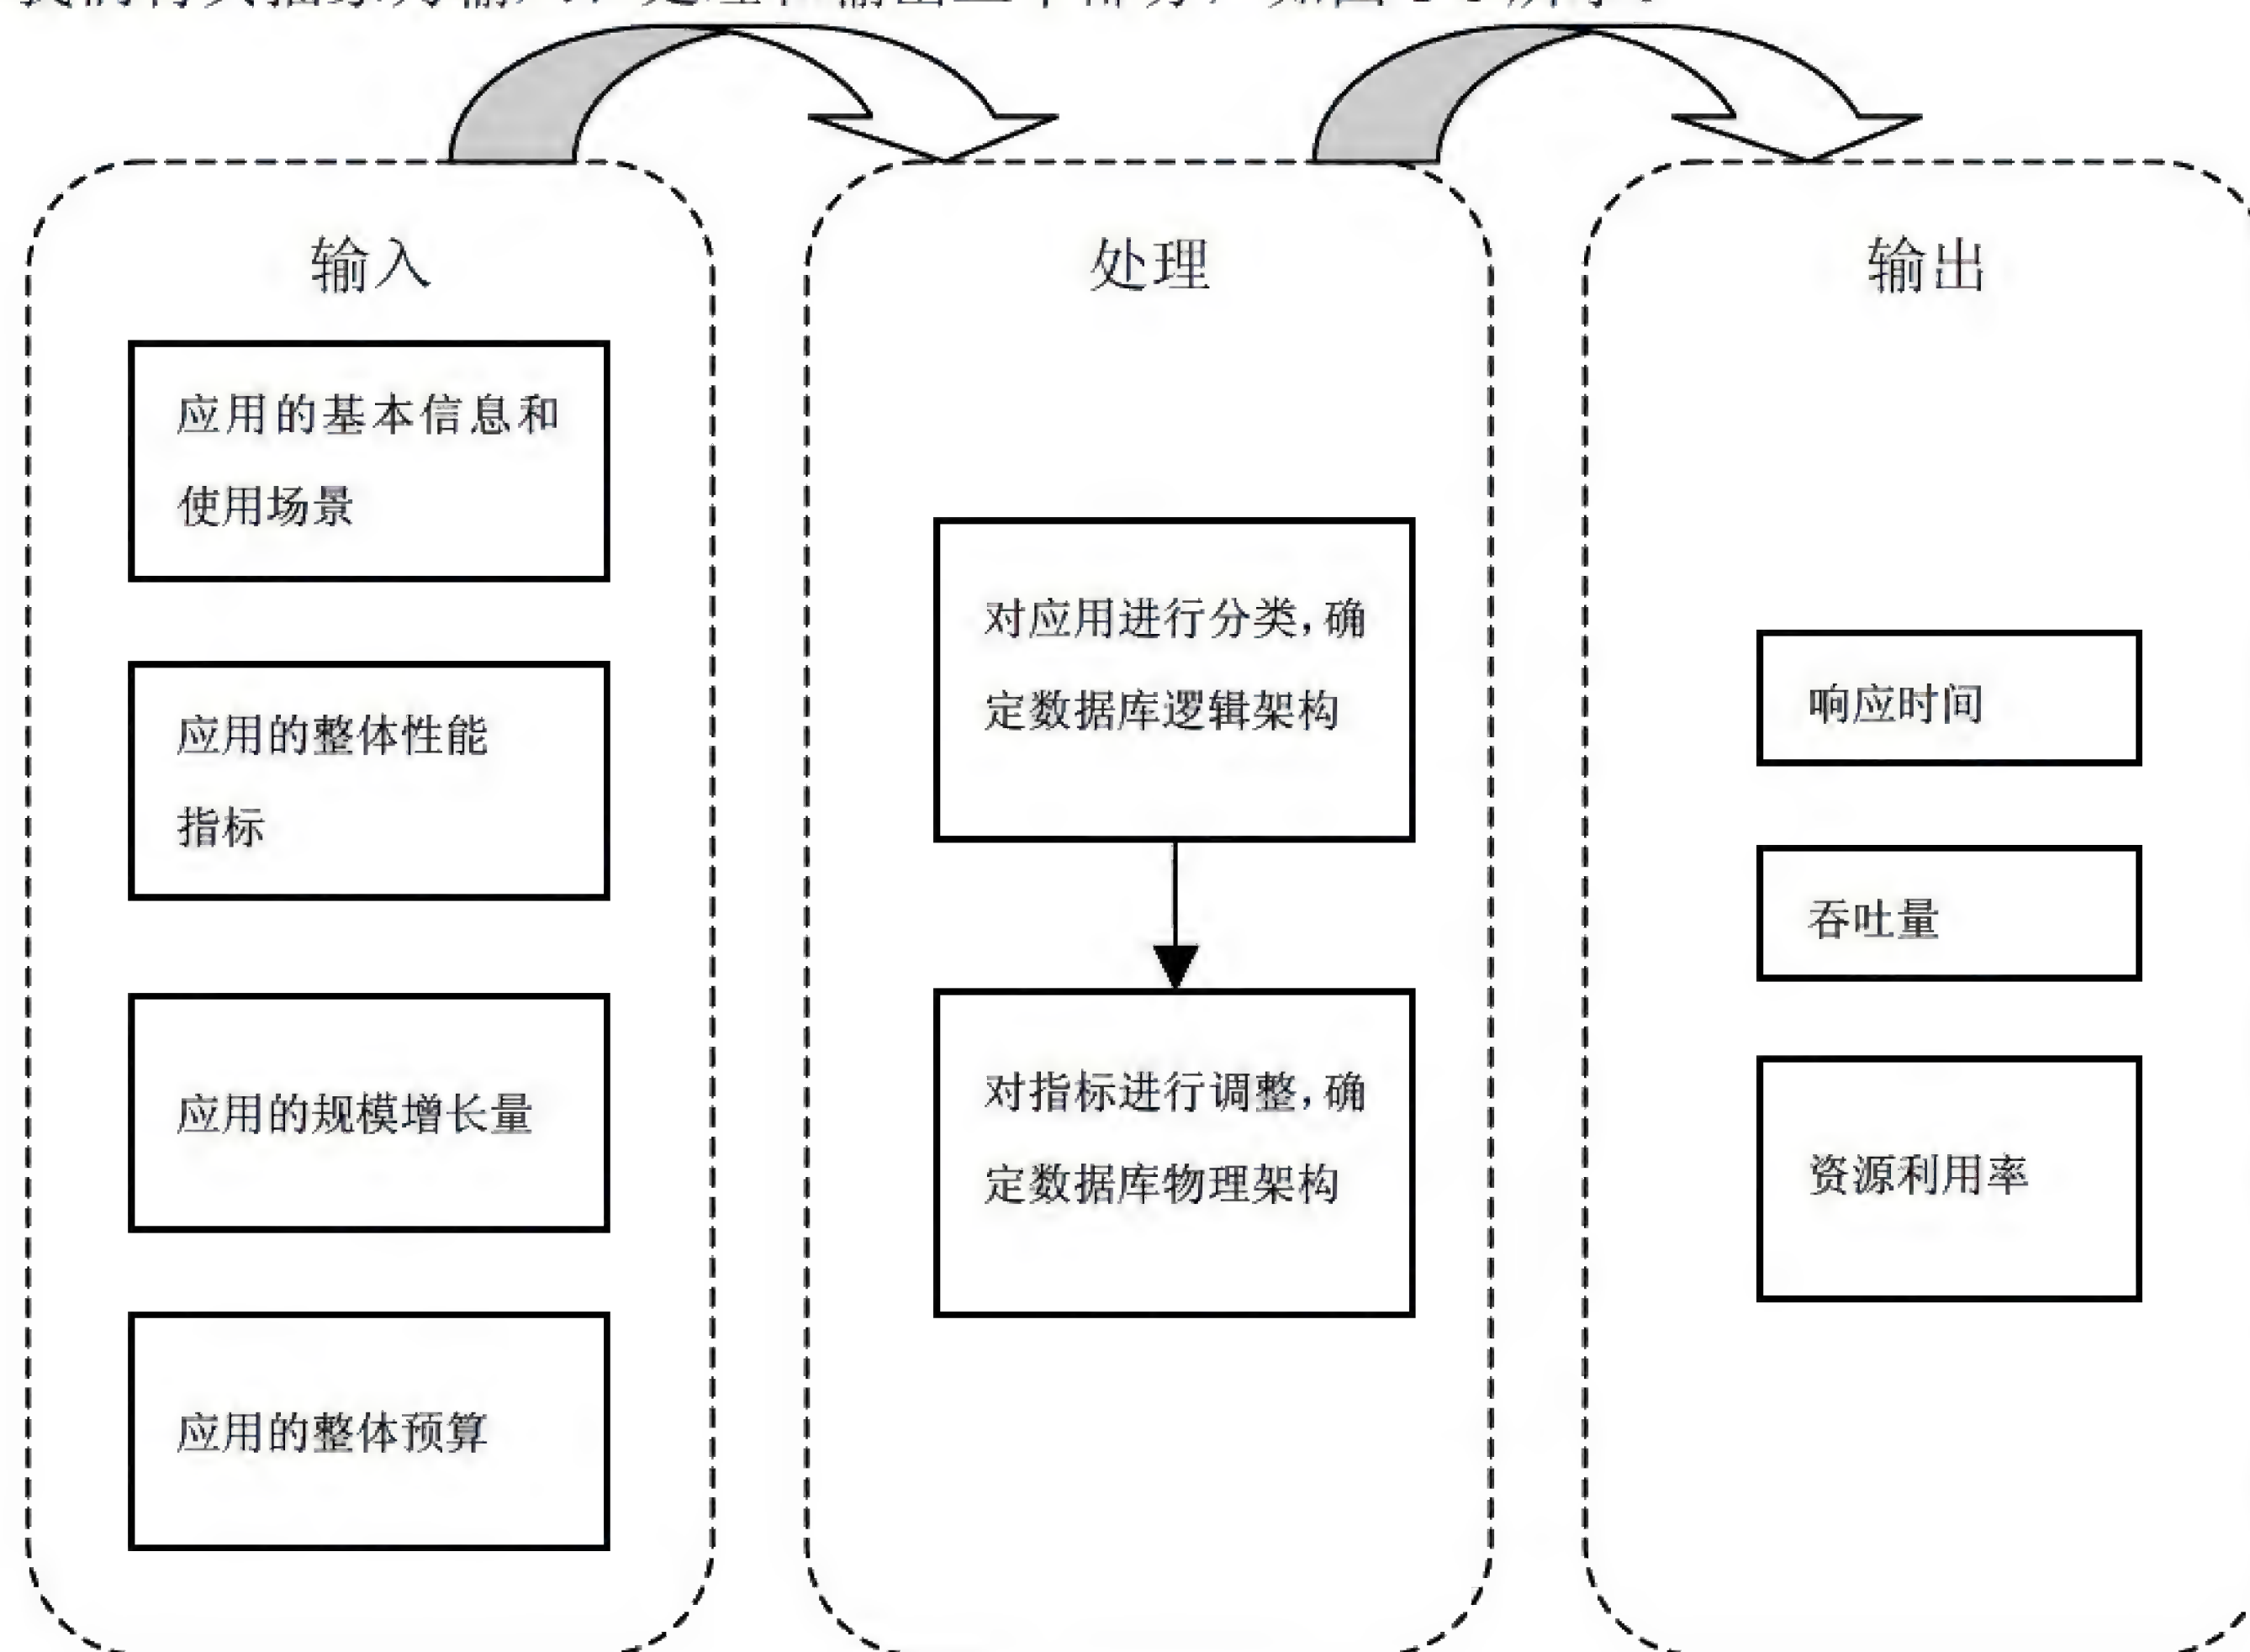 输入
应用的基本信息和
使用场景
应用的整体性能
指标
应用的规模增长量
应用的整体预算
处理
对应用进行分类,确
定数据库逻辑架构
对指标进行调整,确
定数据库物理架构
输出
响应时间
吞吐量
资源利用率